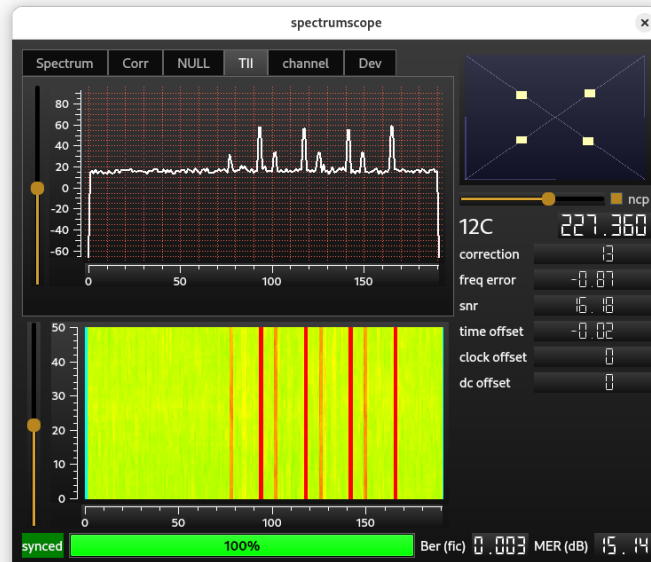 spectrumscope
Spectrum Corr NULL TII channel Dev
80
60
40
20
0
-20
-40
-60
0 50 100 150
ncp
12C 227.360
correction 13
freq error -0.87
snr 16.18
time offset -0.02
clock offset 0
dc offset 0
50
40
30
20
10
0
0 50 100 150
synced 100% Ber (fic) 0.003 MER (dB) 15.14